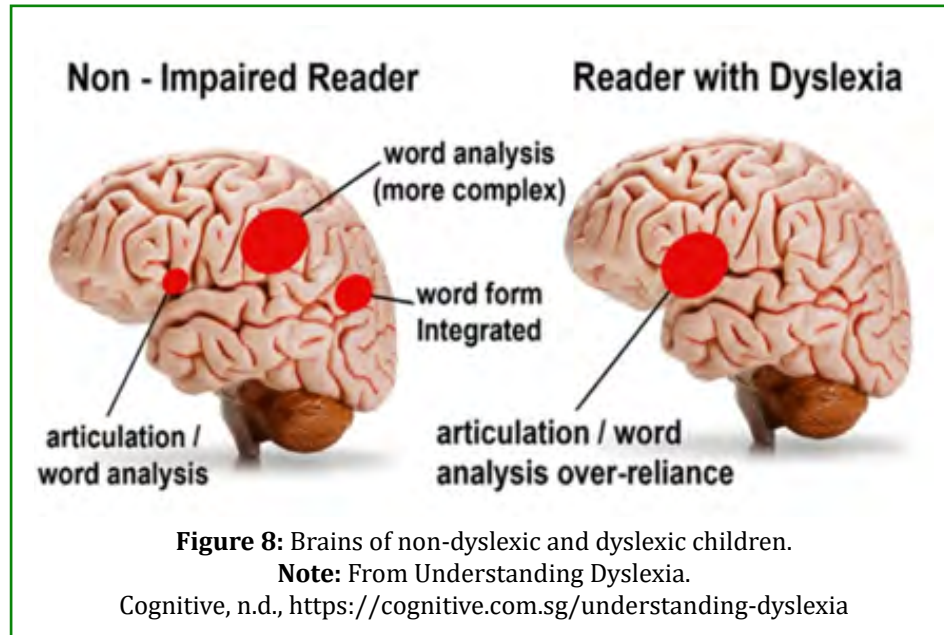 Non - Impaired Reader
Reader with Dyslexia
word analysis
(more complex)
word form
Integrated
articulation /
word analysis
articulation / word
analysis over-reliance
Figure 8: Brains of non-dyslexic and dyslexic children.
Note: From Understanding Dyslexia.
Cognitive, n.d., https://cognitive.com.sg/understanding-dyslexia